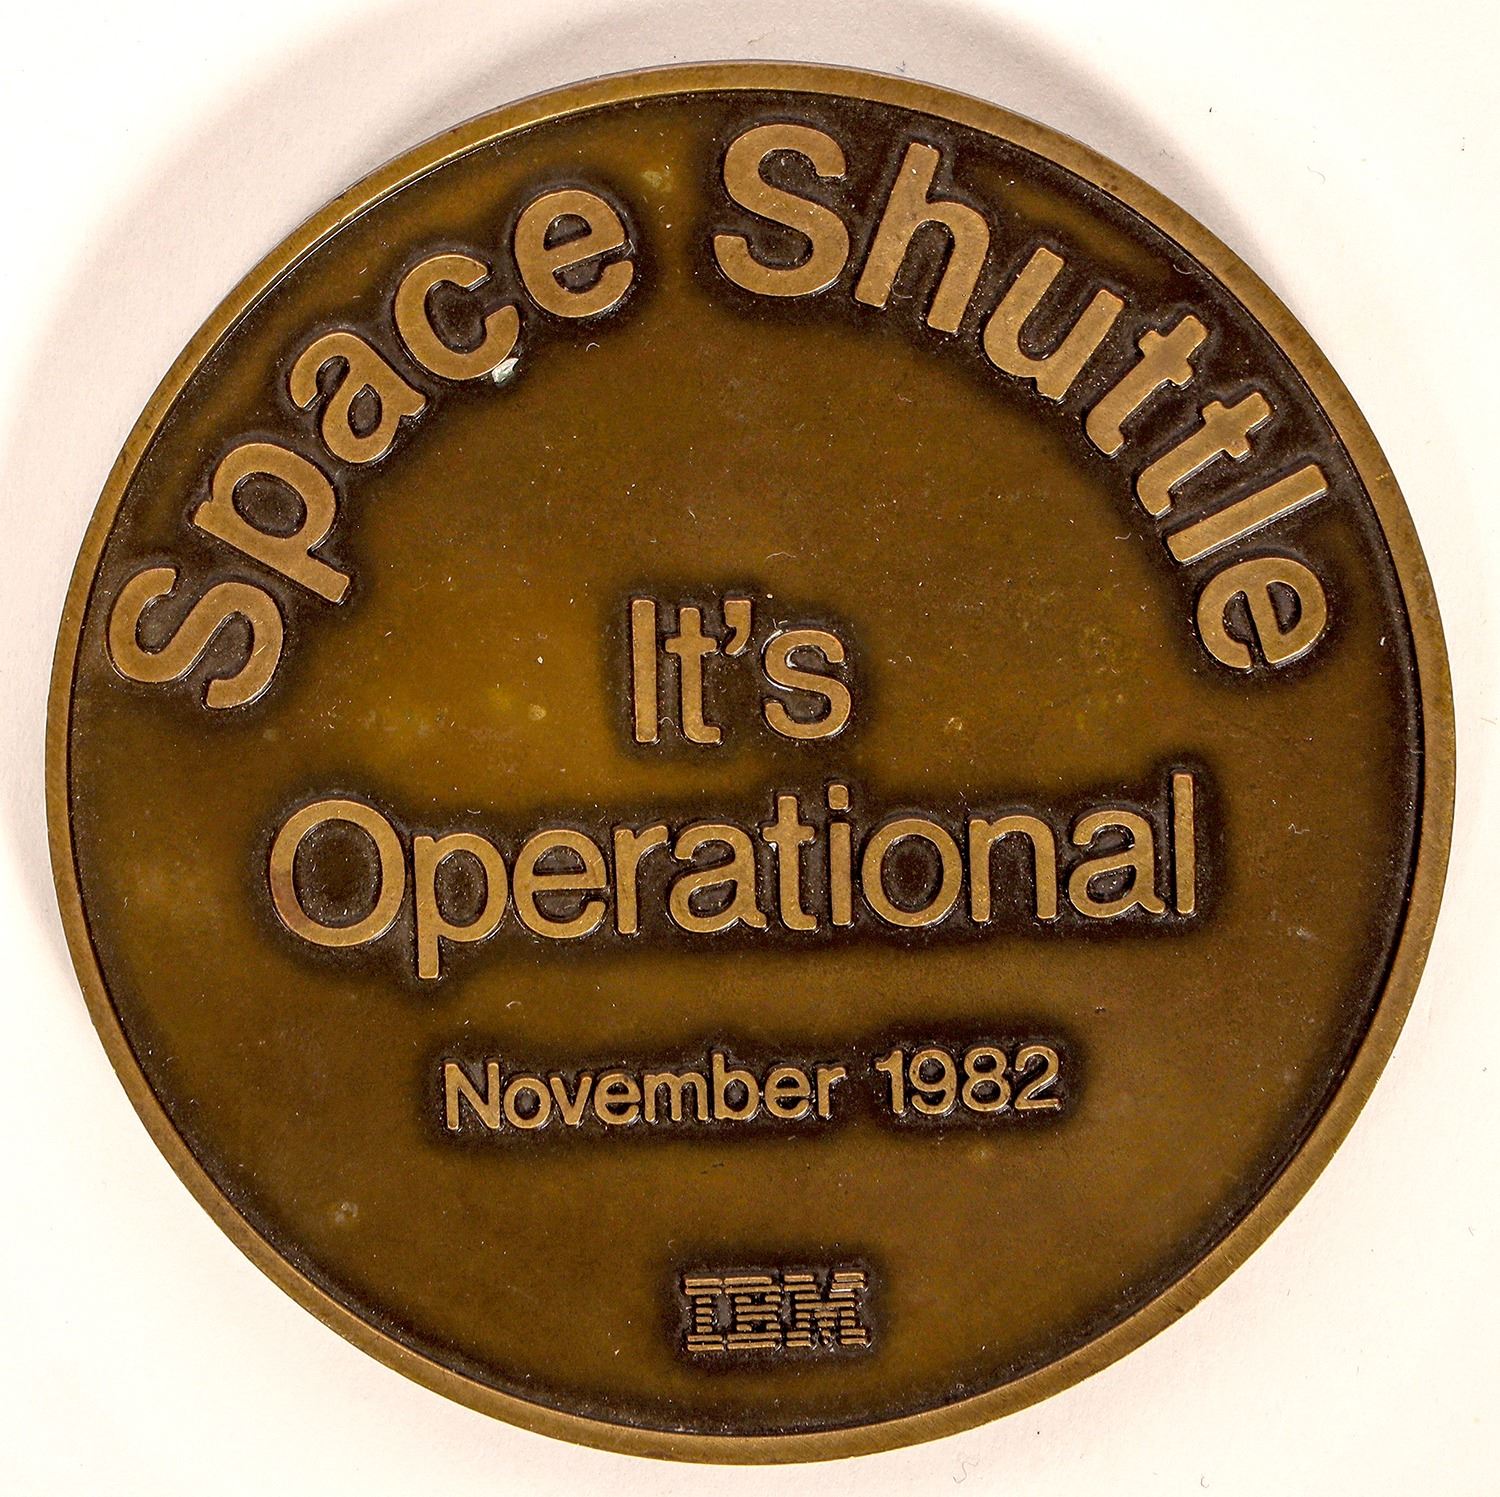 Space Shuttle
It's
Operational
November 1982
IBM